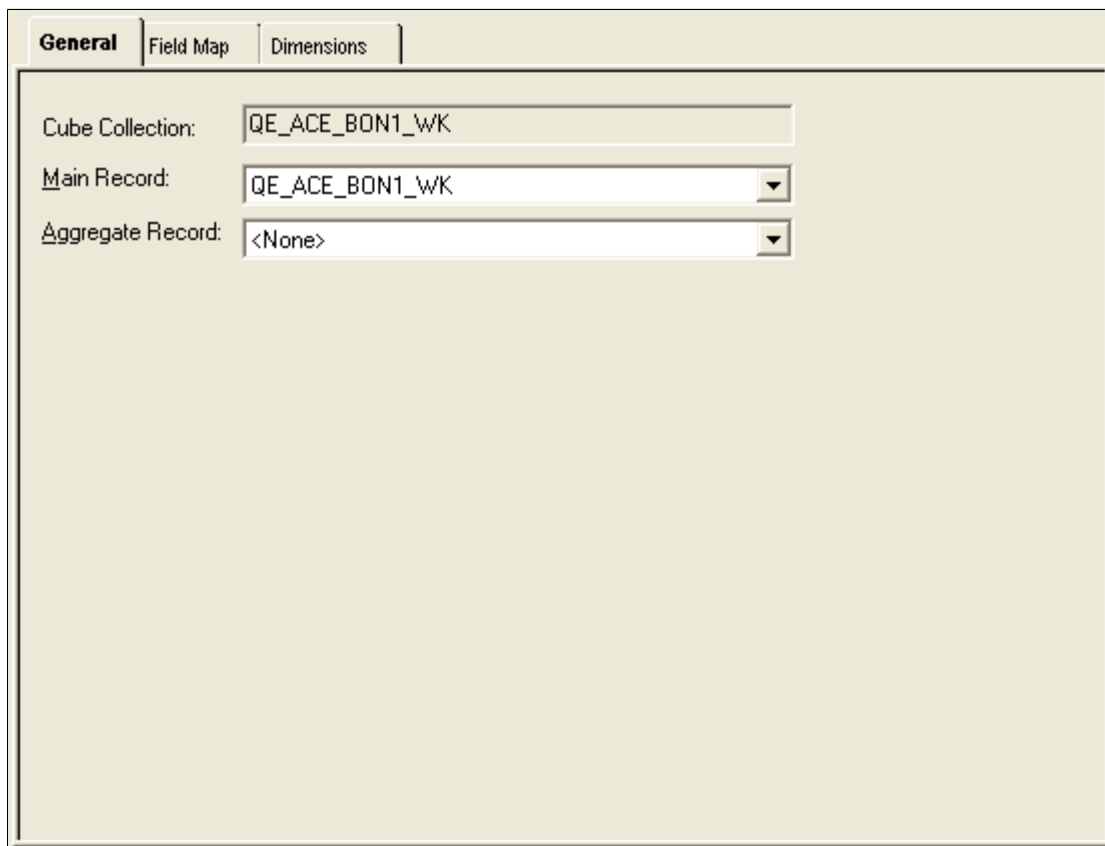 General Field Map Dimensions
Cube Collection: QE_ACE_BON1_WK
Main Record: QE_ACE_BON1_WK
Aggregate Record: <None>